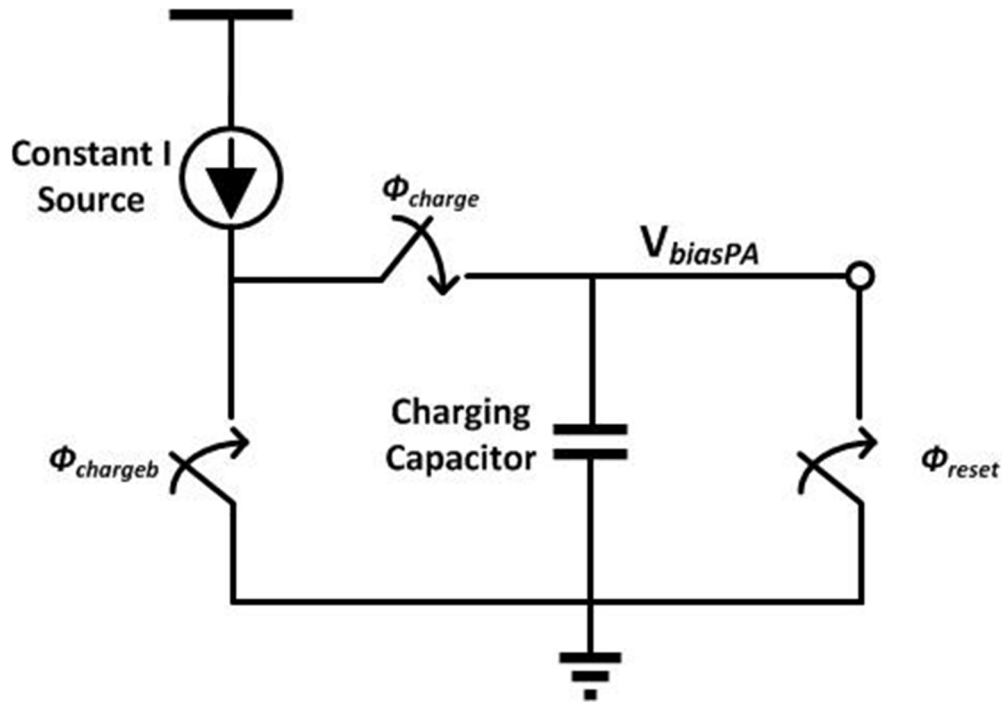 Constant I
Source
Φcharge
VbiasPA
Charging
Capacitor
Φchargeb
Φreset